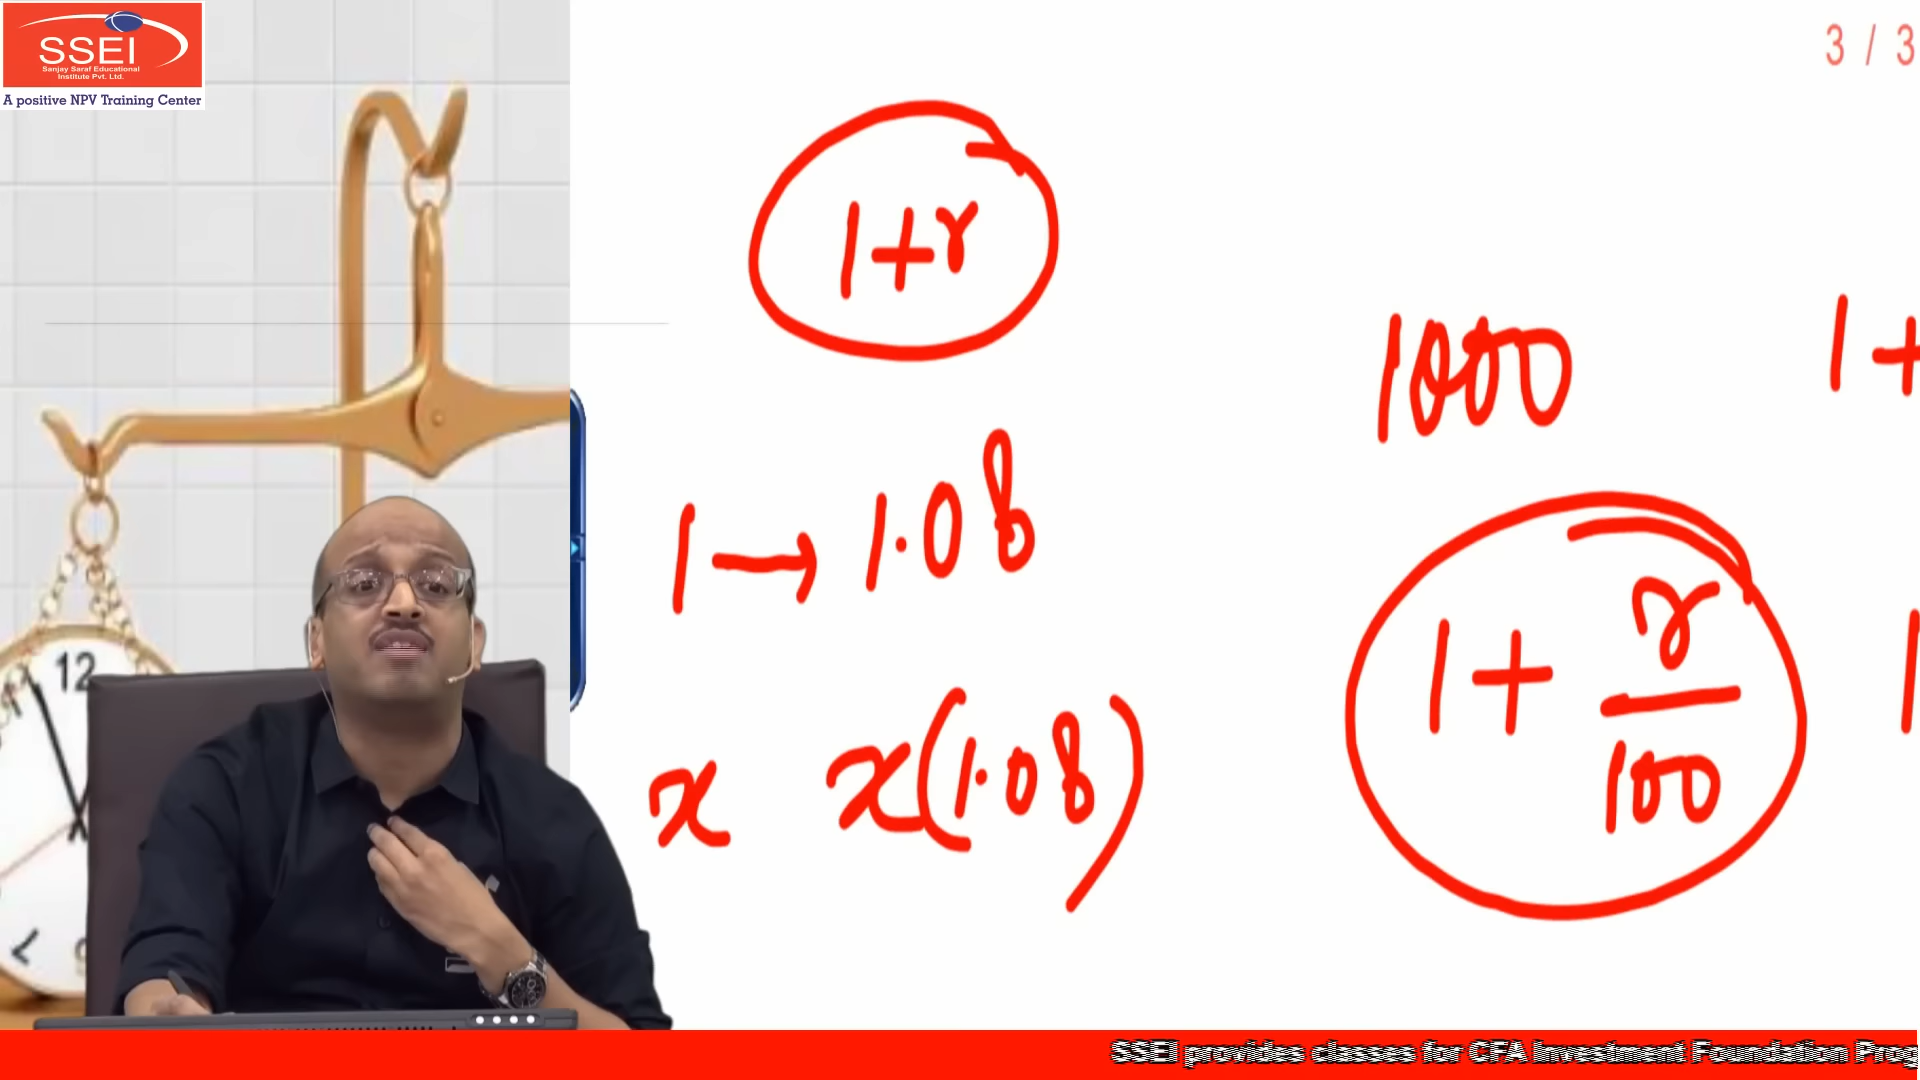 SSEI
Sanjay Saraf Educational
Institute Pvt. Ltd.
A positive NPV Training Center
3 / 3
1+r
1000
1+
1 → 1.08
1 + r/100
x x(1.08)
12
SSEI provides classes for CFA Investment Foundation Prog